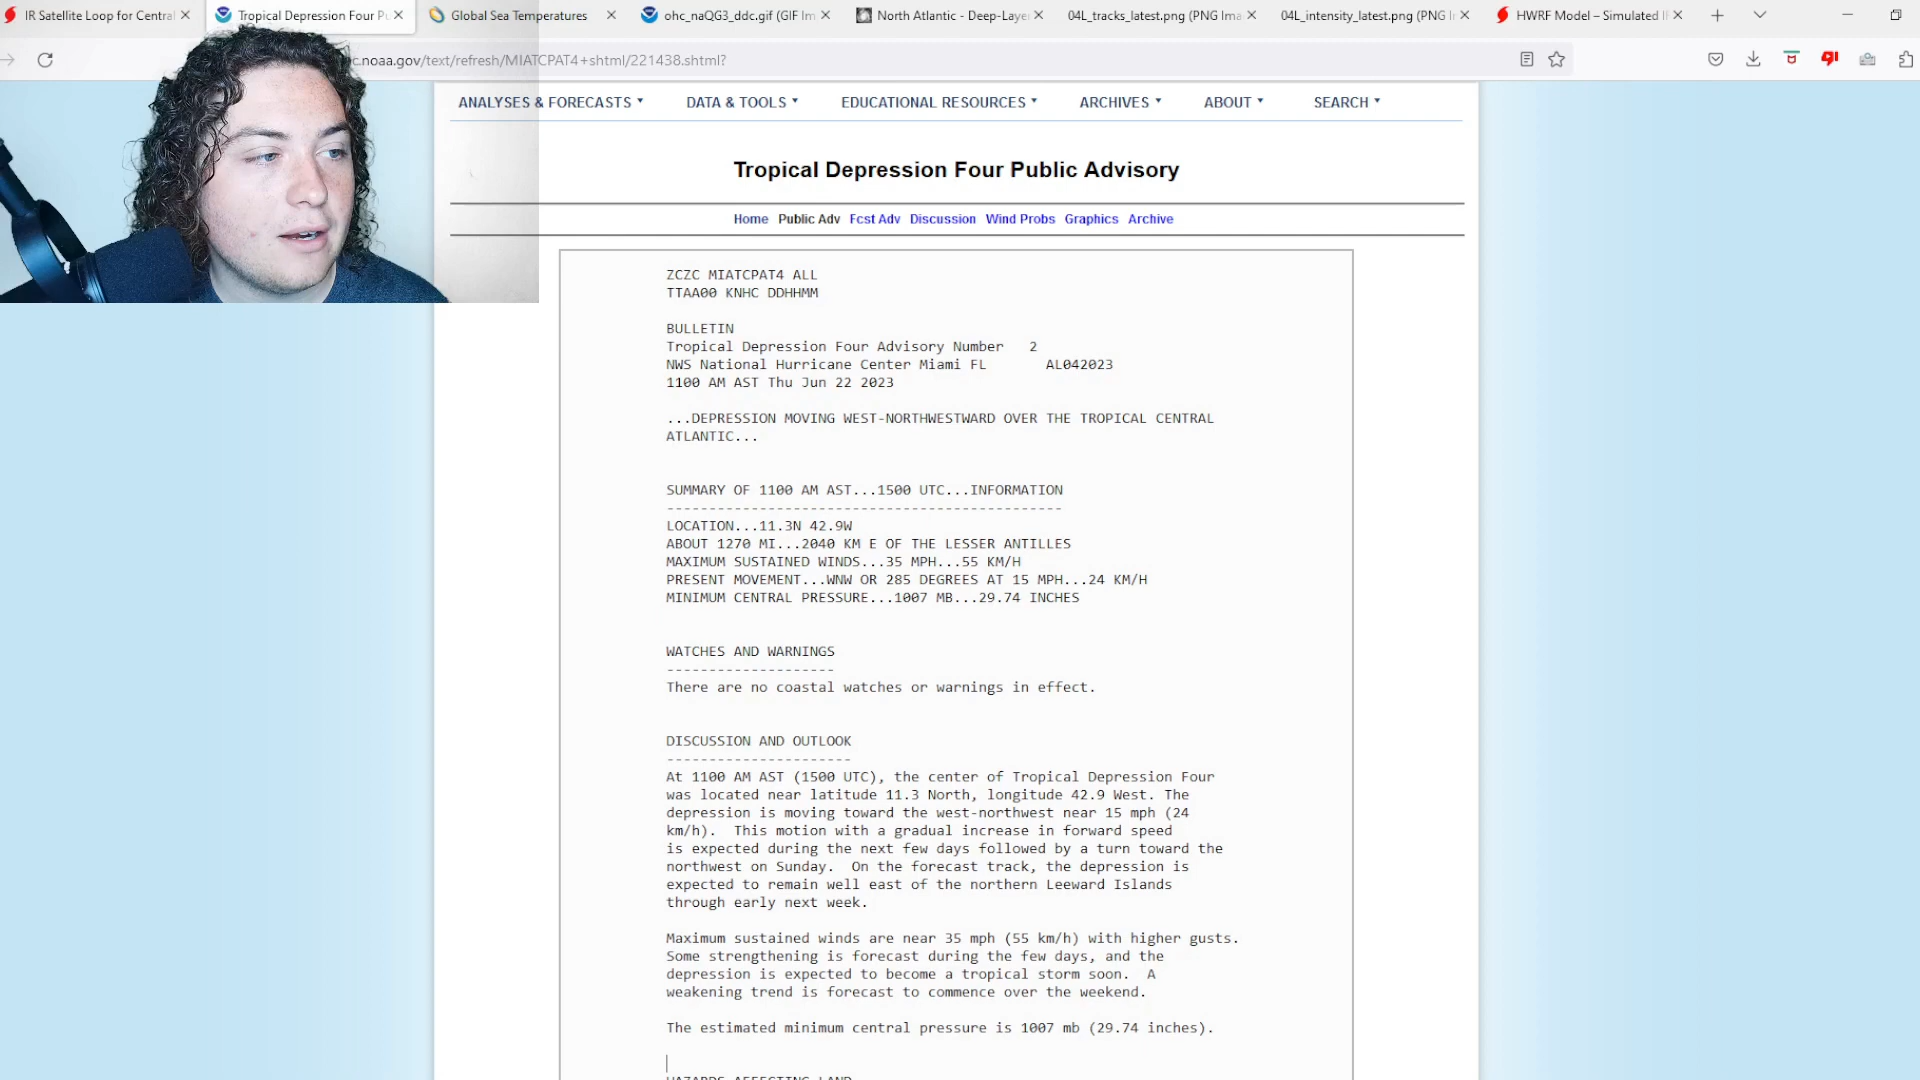 IR Satellite Loop for Central
Tropical Depression Four Pu
Global Sea Temperatures
ohc_naQG3_ddc.gif (GIF Im
North Atlantic - Deep-Laye
04L_tracks_latest.png (PNG Ima
04L_intensity_latest.png (PNG I
HWRF Model – Simulated I
c.noaa.gov/text/refresh/MIATCPAT4+shtml/221438.shtml?
ANALYSES & FORECASTS
DATA & TOOLS
EDUCATIONAL RESOURCES
ARCHIVES
ABOUT
SEARCH
Tropical Depression Four Public Advisory
Home Public Adv Fcst Adv Discussion Wind Probs Graphics Archive
ZCZC MIATCPAT4 ALL
TTAA00 KNHC DDHHMM
BULLETIN
Tropical Depression Four Advisory Number 2
NWS National Hurricane Center Miami FL AL042023
1100 AM AST Thu Jun 22 2023
...DEPRESSION MOVING WEST-NORTHWESTWARD OVER THE TROPICAL CENTRAL
ATLANTIC...
SUMMARY OF 1100 AM AST...1500 UTC...INFORMATION
-----------------------------------------------
LOCATION...11.3N 42.9W
ABOUT 1270 MI...2040 KM E OF THE LESSER ANTILLES
MAXIMUM SUSTAINED WINDS...35 MPH...55 KM/H
PRESENT MOVEMENT...WNW OR 285 DEGREES AT 15 MPH...24 KM/H
MINIMUM CENTRAL PRESSURE...1007 MB...29.74 INCHES
WATCHES AND WARNINGS
--------------------
There are no coastal watches or warnings in effect.
DISCUSSION AND OUTLOOK
----------------------
At 1100 AM AST (1500 UTC), the center of Tropical Depression Four
was located near latitude 11.3 North, longitude 42.9 West. The
depression is moving toward the west-northwest near 15 mph (24
km/h). This motion with a gradual increase in forward speed
is expected during the next few days followed by a turn toward the
northwest on Sunday. On the forecast track, the depression is
expected to remain well east of the northern Leeward Islands
through early next week.
Maximum sustained winds are near 35 mph (55 km/h) with higher gusts.
Some strengthening is forecast during the few days, and the
depression is expected to become a tropical storm soon. A
weakening trend is forecast to commence over the weekend.
The estimated minimum central pressure is 1007 mb (29.74 inches).
HAZARDS AFFECTING LAND